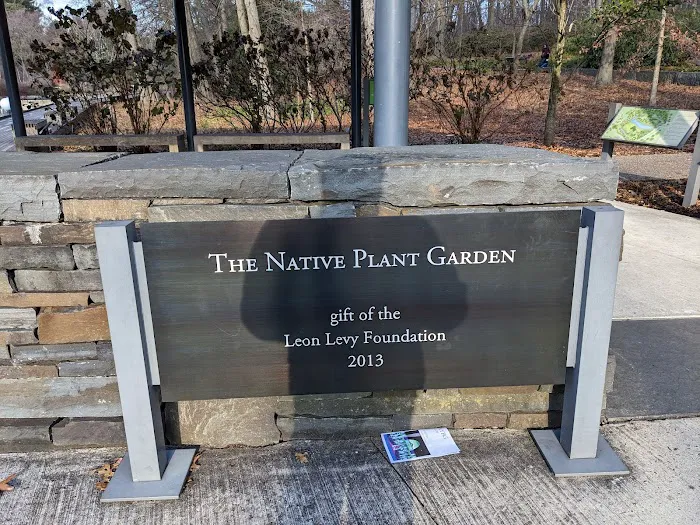 The Native Plant Garden
gift of the
Leon Levy Foundation
2013